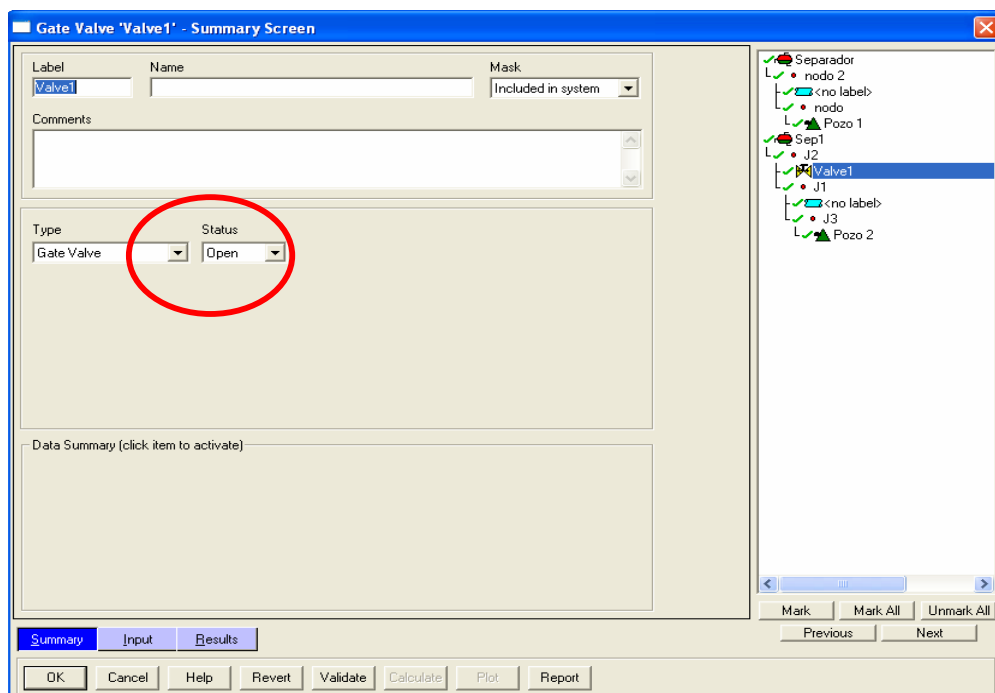 Gate Valve 'Valve1' - Summary Screen
Label Name Mask
Valve1 Included in system
Comments
Type Status
Gate Valve Open
Data Summary (click item to activate)
Summary Input Results
OK Cancel Help Revert Validate Calculate Plot Report
Separador
nodo 2
<no label>
nodo
Pozo 1
Sep1
J2
Valve1
J1
<no label>
J3
Pozo 2
Mark Mark All Unmark All
Previous Next